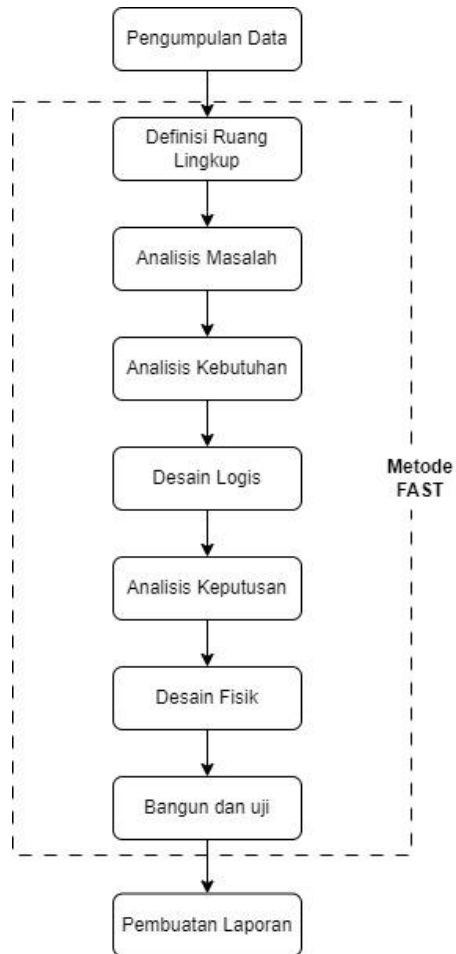 Pengumpulan Data
Definisi Ruang
Lingkup
Analisis Masalah
Analisis Kebutuhan
Desain Logis
Metode
FAST
Analisis Keputusan
Desain Fisik
Bangun dan uji
Pembuatan Laporan